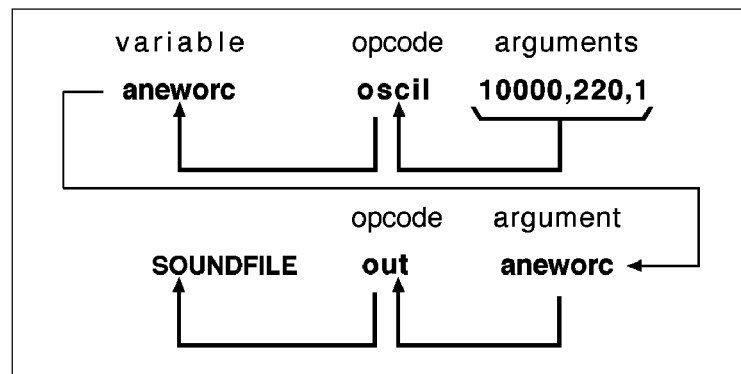 variable opcode arguments
aneworc oscil 10000,220,1
opcode argument
SOUNDFILE out aneworc